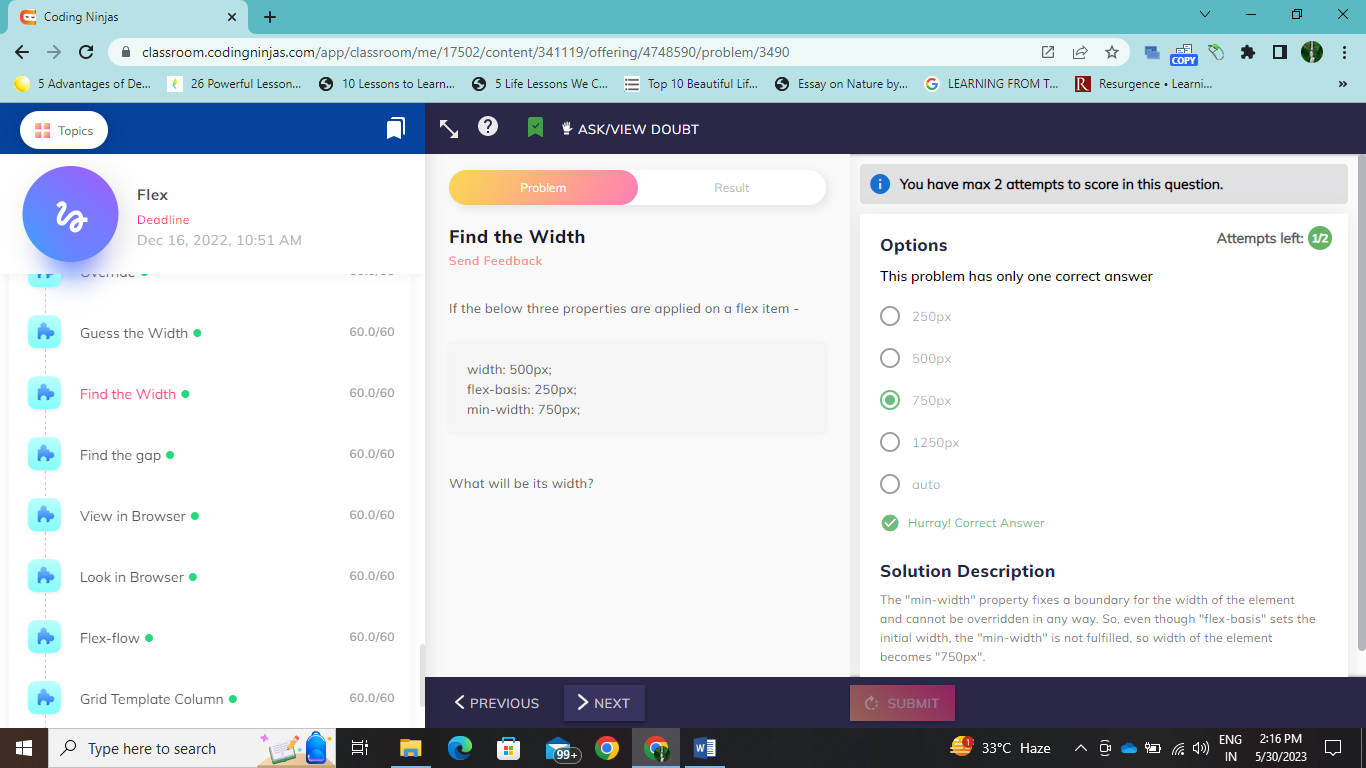 Coding Ninjas
classroom.codingninjas.com/app/classroom/me/17502/content/341119/offering/4748590/problem/3490
COPY
5 Advantages of De...
26 Powerful Lesson...
10 Lessons to Learn...
5 Life Lessons We C...
Top 10 Beautiful Lif...
Essay on Nature by...
LEARNING FROM T...
Resurgence • Learni...
»
Topics
ASK/VIEW DOUBT
Flex
Deadline
Dec 16, 2022, 10:51 AM
Guess the Width 60.0/60
Find the Width 60.0/60
Find the gap 60.0/60
View in Browser 60.0/60
Look in Browser 60.0/60
Flex-flow 60.0/60
Grid Template Column 60.0/60
Problem
Result
Find the Width
Send Feedback
If the below three properties are applied on a flex item -
width: 500px;
flex-basis: 250px;
min-width: 750px;
What will be its width?
PREVIOUS
NEXT
You have max 2 attempts to score in this question.
Options
Attempts left: 1/2
This problem has only one correct answer
250px
500px
750px
1250px
auto
Hurray! Correct Answer
Solution Description
The "min-width" property fixes a boundary for the width of the element
and cannot be overridden in any way. So, even though "flex-basis" sets the
initial width, the "min-width" is not fulfilled, so width of the element
becomes "750px".
SUBMIT
Type here to search
99+
1
33°C Haze
ENG
IN
2:16 PM
5/30/2023